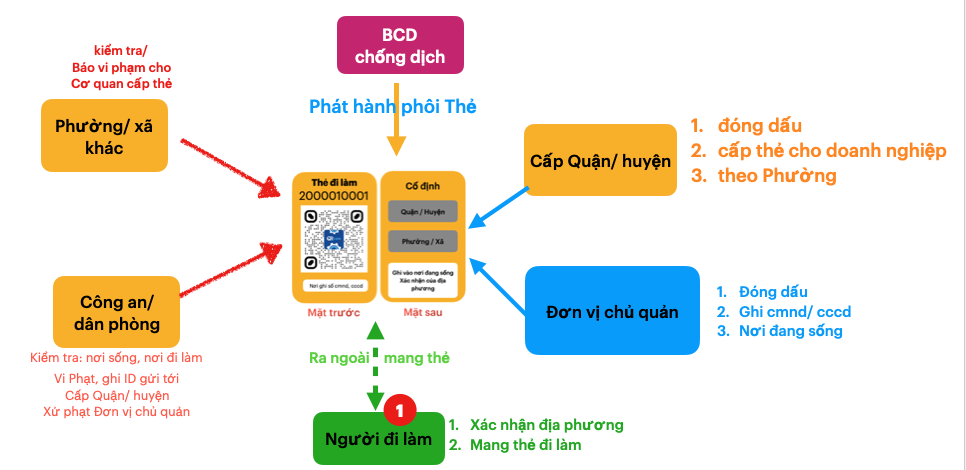 BCD
chống dịch
kiểm tra/
Báo vi phạm cho
Cơ quan cấp thẻ
Phát hành phôi Thẻ
Phường/ xã
khác
Cấp Quận/ huyện
1. đóng dấu
2. cấp thẻ cho doanh nghiệp
3. theo Phường
Thẻ đi làm
2000010001
Nơi ghi số cmnd, cccd
Mặt trước
Cố định
Quận / Huyện
Phường / Xã
Ghi vào nơi đang sống
Xác nhận của địa
phương
Mặt sau
Công an/
dân phòng
Kiểm tra: nơi sống, nơi đi làm
Vi Phạt, ghi ID gửi tới
Cấp Quận/ huyện
Xử phạt Đơn vị chủ quản
Đơn vị chủ quản
1. Đóng dấu
2. Ghi cmnd/ cccd
3. Nơi đang sống
Ra ngoài mang thẻ
1
Người đi làm
1. Xác nhận địa phương
2. Mang thẻ đi làm